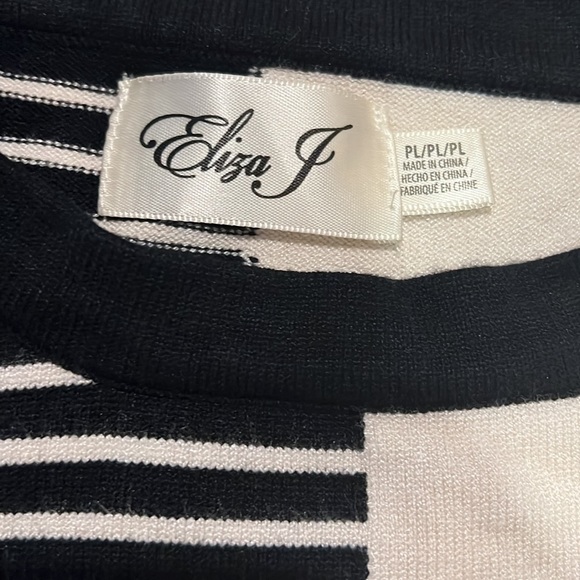 Eliza J
PL/PL/PL
MADE IN CHINA/
HECHO EN CHINA/
FABRIQUÉ EN CHINE